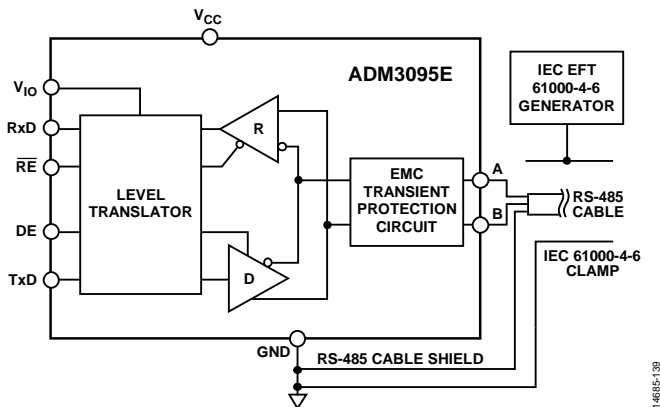 VCC
ADM3095E
IEC EFT
61000-4-6
GENERATOR
VIO
RxD
RE
DE
TxD
LEVEL
TRANSLATOR
R
D
EMC
TRANSIENT
PROTECTION
CIRCUIT
A
B
RS-485
CABLE
IEC 61000-4-6
CLAMP
GND
RS-485 CABLE SHIELD
14685-139